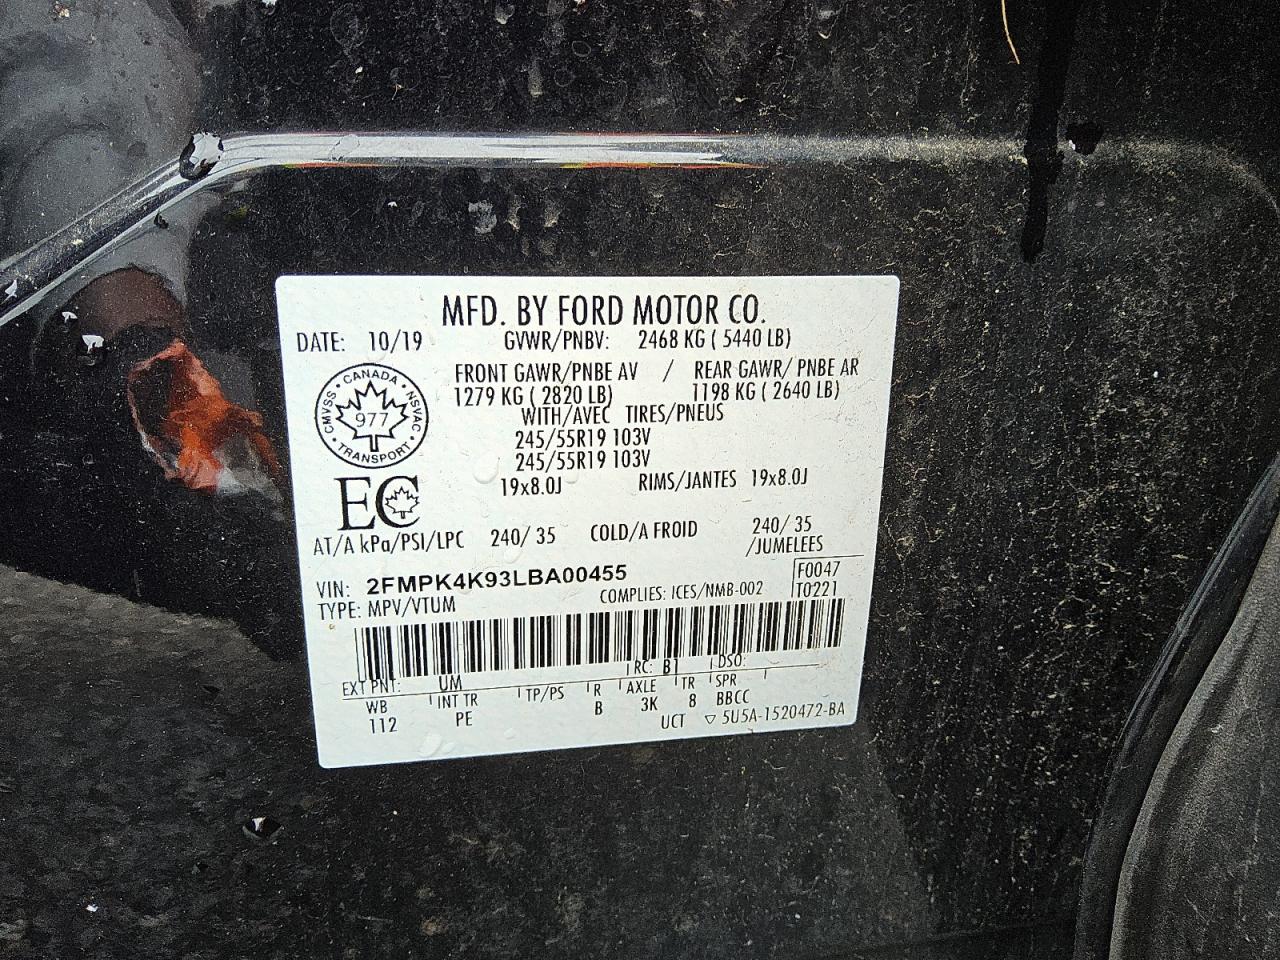 MFD. BY FORD MOTOR CO.
DATE: 10/19 GVWR/PNBV: 2468 KG ( 5440 LB)
FRONT GAWR/PNBE AV / REAR GAWR/ PNBE AR
1279 KG ( 2820 LB) 1198 KG ( 2640 LB)
WITH/AVEC TIRES/PNEUS
245/55R19 103V
245/55R19 103V
19x8.0J RIMS/JANTES 19x8.0J
CANADA
CMVSS 977 NSVAC
TRANSPORT
EC
AT/A kPa/PSI/LPC 240/ 35 COLD/A FROID 240/ 35
/JUMELEES
VIN: 2FMPK4K93LBA00455 F0047
TYPE: MPV/VTUM COMPLIES: ICES/NMB-002 T0221
EXT PNT: UM RC: B1 DSO:
WB INT TR TP/PS R AXLE TR SPR
112 PE B 3K 8 BBCC
UCT ▽ 5U5A-1520472-BA